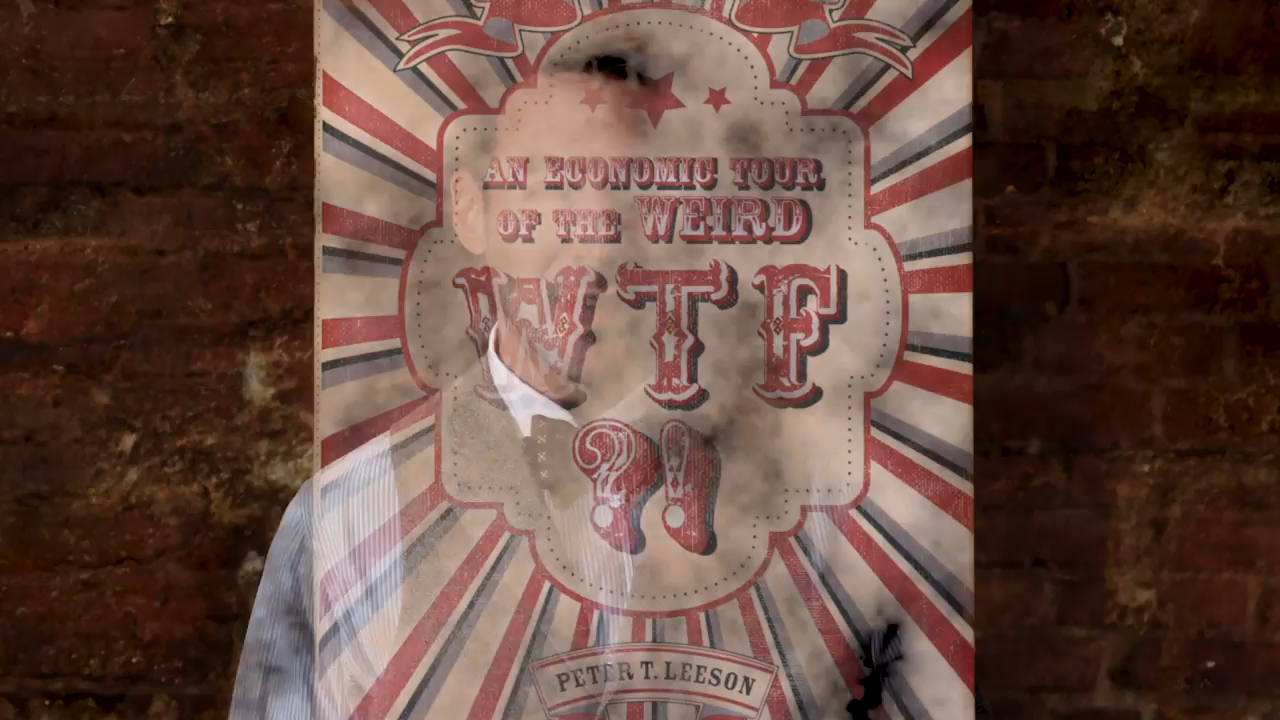 AN ECONOMIC TOUR
OF THE WEIRD
WTF
?!
PETER T. LEESON